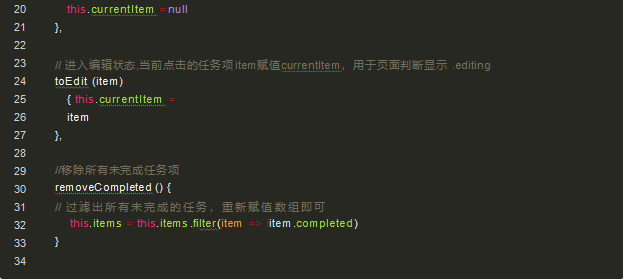 20 this.currentItem = null
21 },
22
23 // 进入编辑状态,当前点击的任务项item赋值currentItem，用于页面判断显示 .editing
24 toEdit (item)
25 { this.currentItem =
26 item
27 },
28
29 //移除所有未完成任务项
30 removeCompleted () {
31 // 过滤出所有未完成的任务，重新赋值数组即可
32 this.items = this.items.filter(item => item.completed)
33 }
34